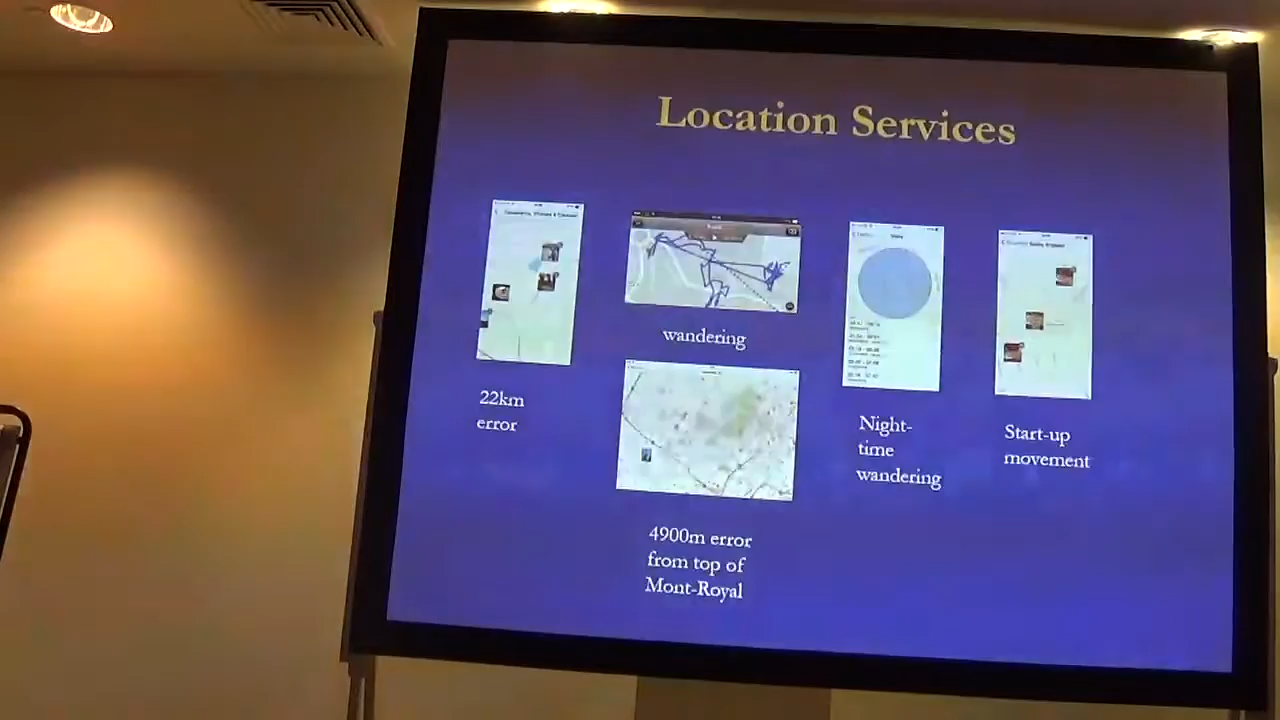 Location Services
22km
error
wandering
4900m error
from top of
Mont-Royal
Night-
time
wandering
Start-up
movement